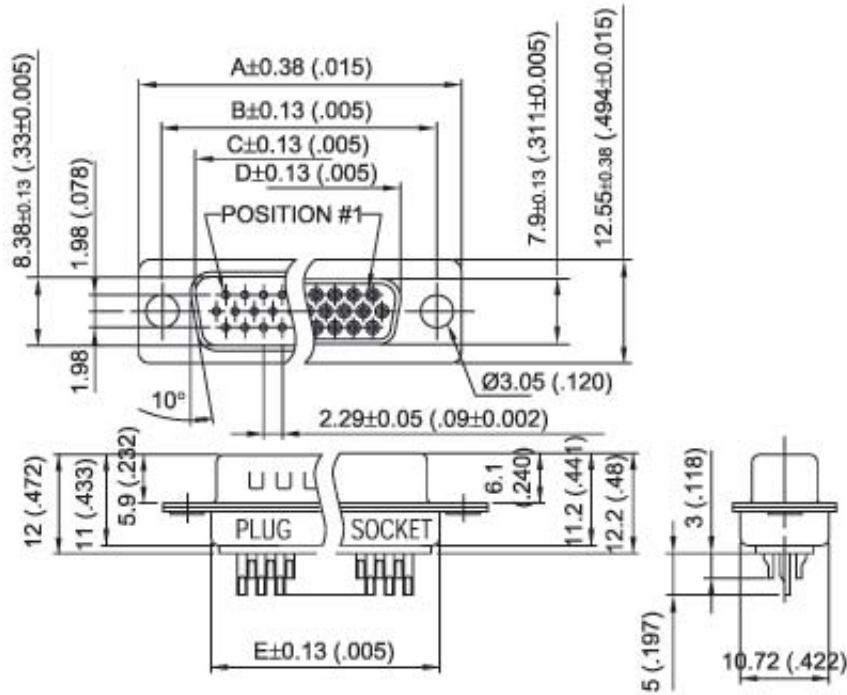 A±0.38 (.015)
B±0.13 (.005)
C±0.13 (.005)
D±0.13 (.005)
POSITION #1
8.38±0.13 (.33±0.005)
1.98 (.078)
1.98
7.9±0.13 (.311±0.005)
12.55±0.38 (.494±0.015)
10°
Ø3.05 (.120)
2.29±0.05 (.09±0.002)
12 (.472)
11 (.433)
5.9 (.232)
6.1 (.240)
11.2 (.441)
12.2 (.48)
3 (.118)
PLUG
SOCKET
E±0.13 (.005)
5 (.197)
10.72 (.422)